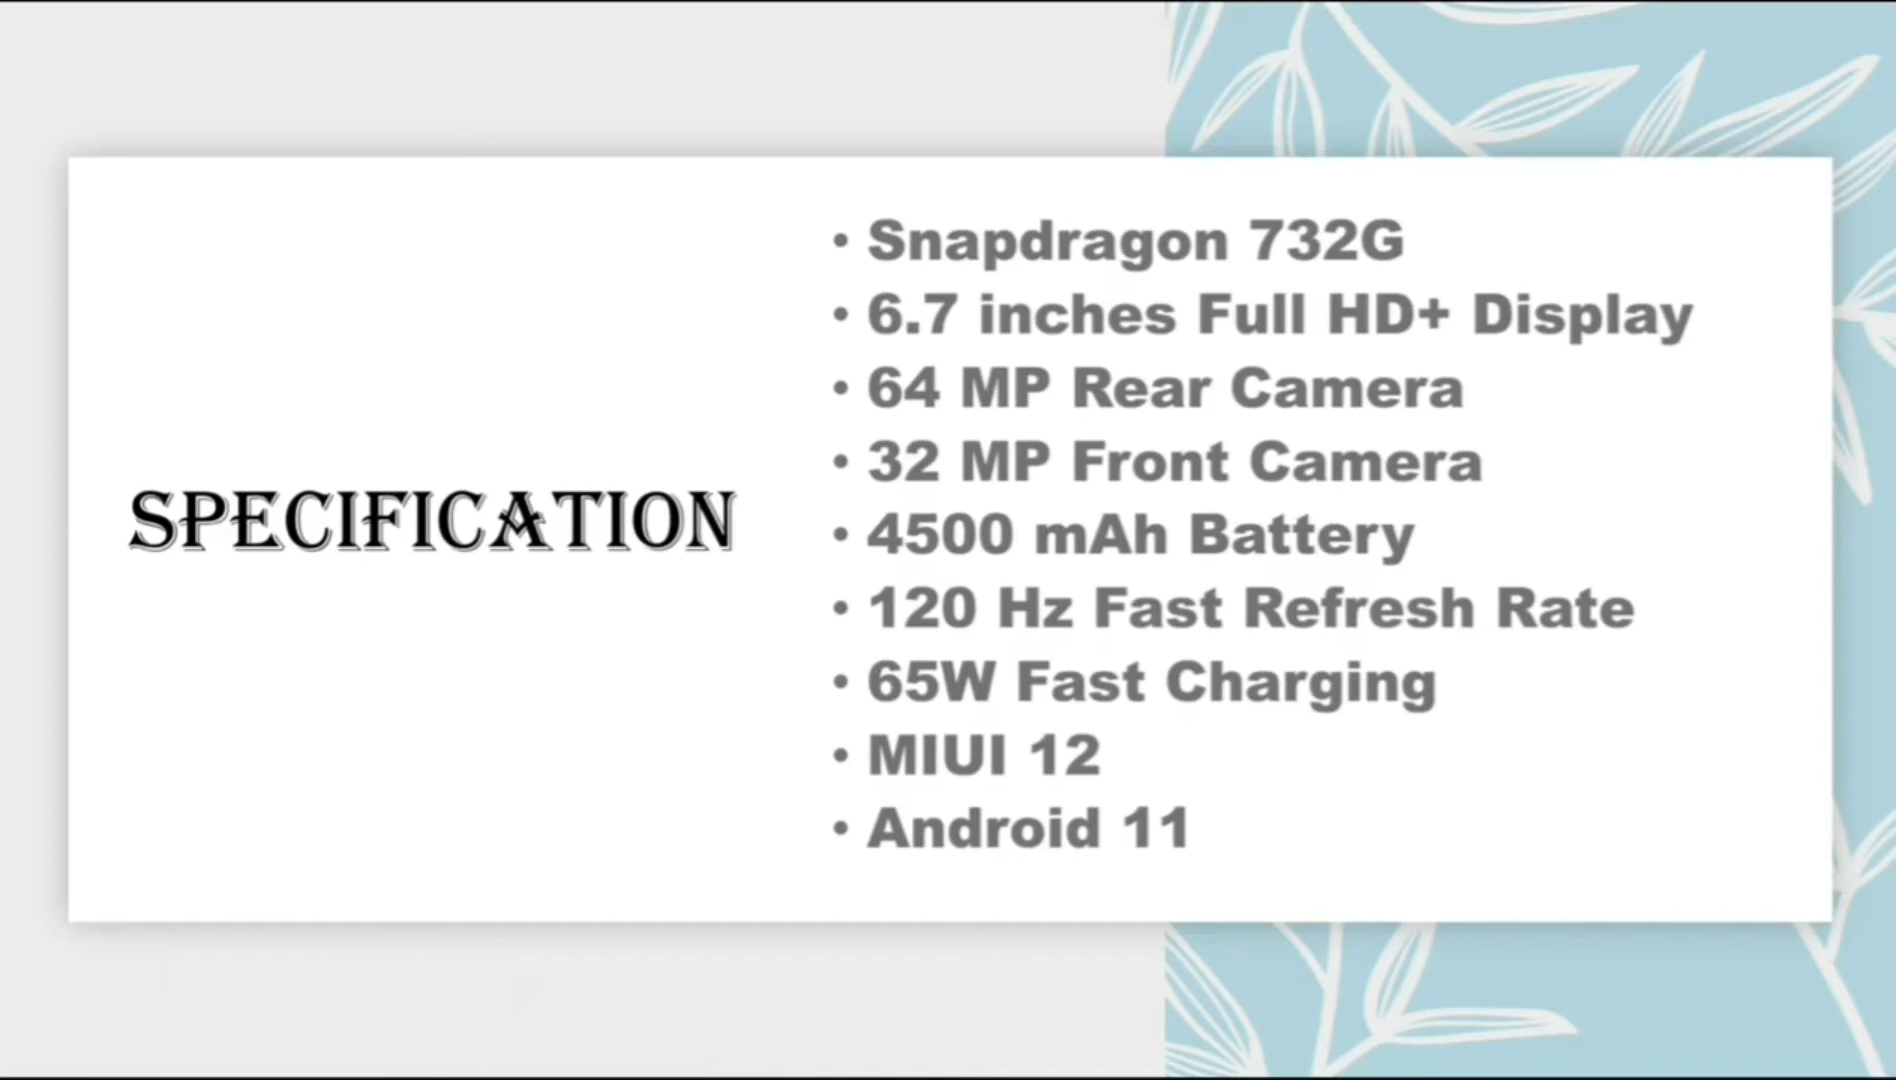 SPECIFICATION
• Snapdragon 732G
• 6.7 inches Full HD+ Display
• 64 MP Rear Camera
• 32 MP Front Camera
• 4500 mAh Battery
• 120 Hz Fast Refresh Rate
• 65W Fast Charging
• MIUI 12
• Android 11